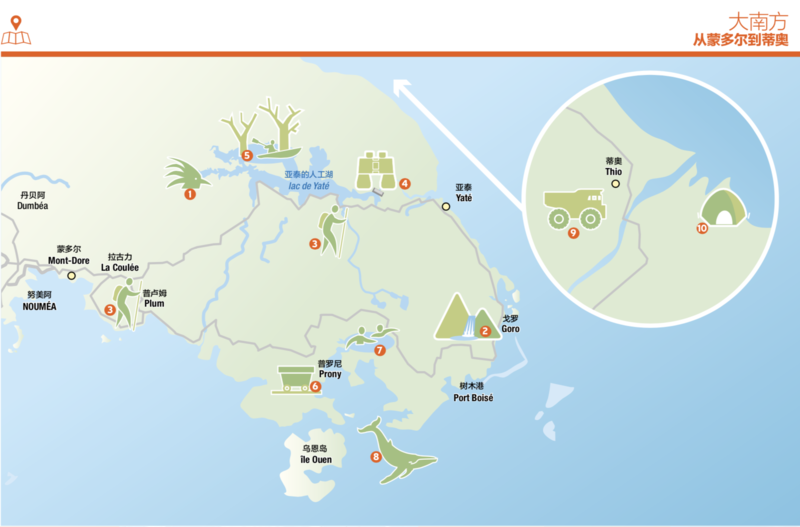 大南方
从蒙多尔到蒂奥
丹贝阿
Dumbéa
蒙多尔
Mont-Dore
拉古力
La Coulée
努美阿
NOUMÉA
普卢姆
Plum
3
1
5
亚泰的人工湖
lac de Yaté
4
亚泰
Yaté
3
戈罗
Goro
2
7
普罗尼
Prony
6
树木港
Port Boisé
乌恩岛
île Ouen
8
蒂奥
Thio
9
10